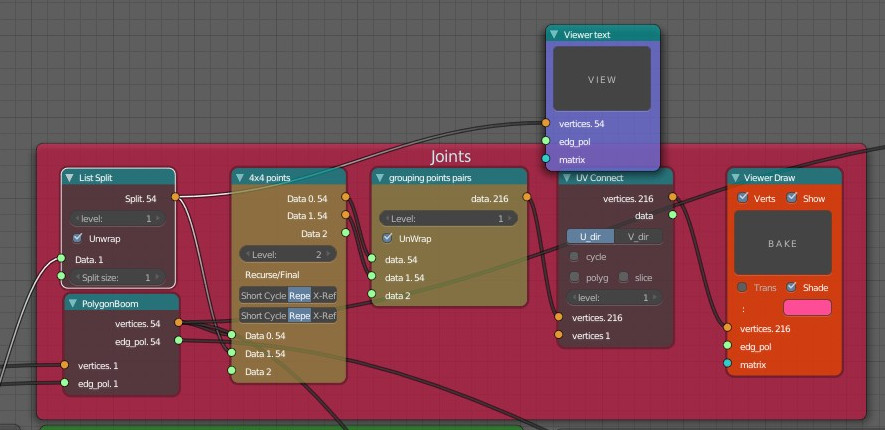 Viewer text
VIEW
vertices. 54
edg_pol
matrix
Joints
List Split
Split. 54
level: 1
Unwrap
Data. 1
Split size: 1
PolygonBoom
vertices. 54
edg_pol. 54
vertices. 1
edg_pol. 1
4x4 points
Data 0. 54
Data 1. 54
Data 2
Level: 2
Recurse/Final
Short Cycle Repe X-Ref
Short Cycle Repe X-Ref
Data 0. 54
Data 1. 54
Data 2
grouping points pairs
data. 216
Level: 1
UnWrap
data. 54
data 1. 54
data 2
UV Connect
vertices. 216
data
U_dir V_dir
cycle
polyg slice
level: 1
vertices. 216
vertices 1
Viewer Draw
Verts Show
BAKE
Trans Shade
:
vertices. 216
edg_pol
matrix